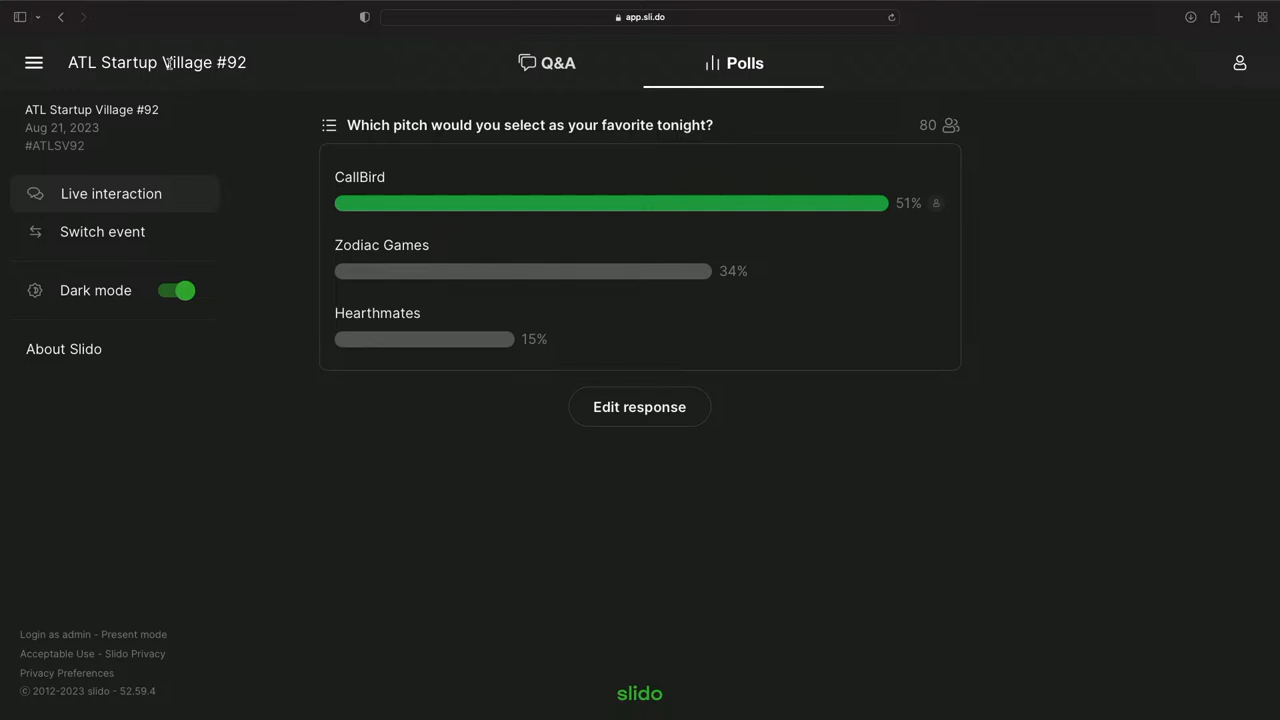 app.sli.do
ATL Startup Village #92
Q&A
Polls
ATL Startup Village #92
Aug 21, 2023
#ATLSV92
Live interaction
Switch event
Dark mode
About Slido
Which pitch would you select as your favorite tonight?
80
CallBird
51%
Zodiac Games
34%
Hearthmates
15%
Edit response
Login as admin - Present mode
Acceptable Use - Slido Privacy
Privacy Preferences
© 2012-2023 slido - 52.59.4
slido